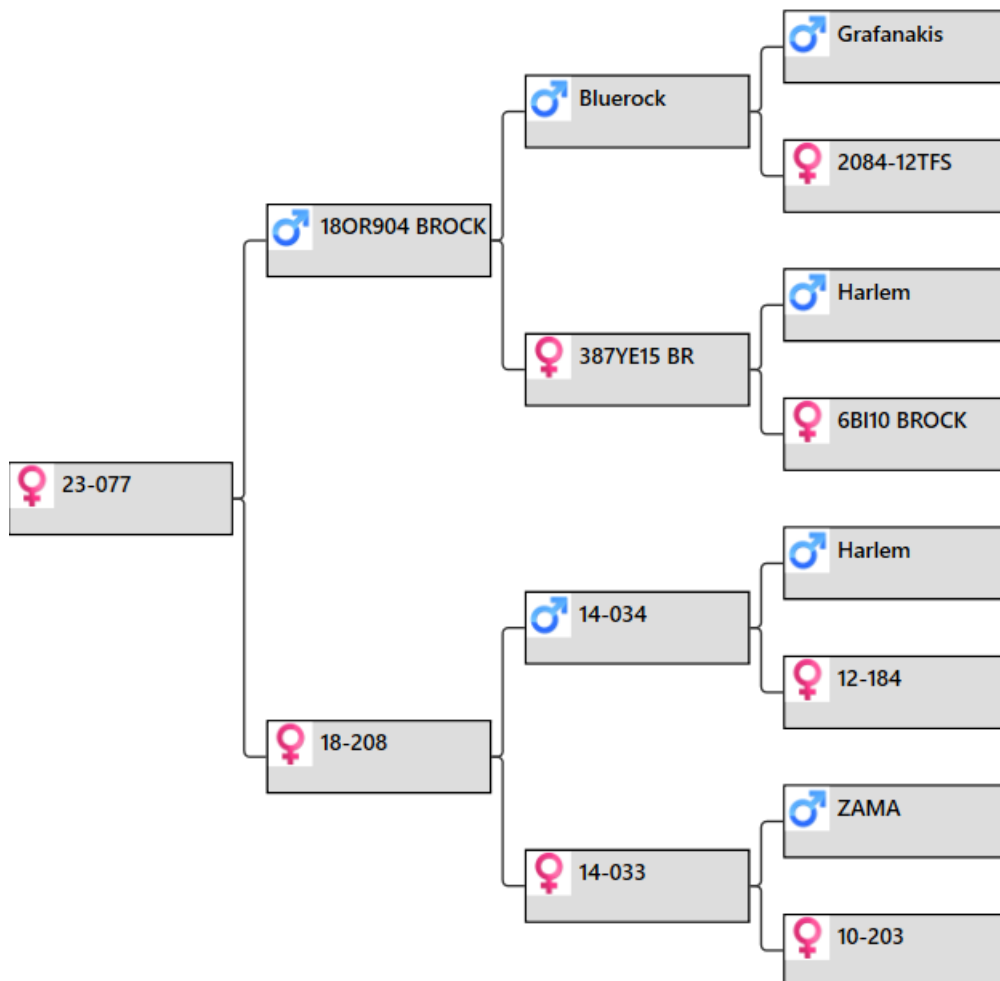 Grafanakis
Bluerock
2084-12TFS
18OR904 BROCK
Harlem
387YE15 BR
6BI10 BROCK
23-077
Harlem
14-034
12-184
18-208
ZAMA
14-033
10-203